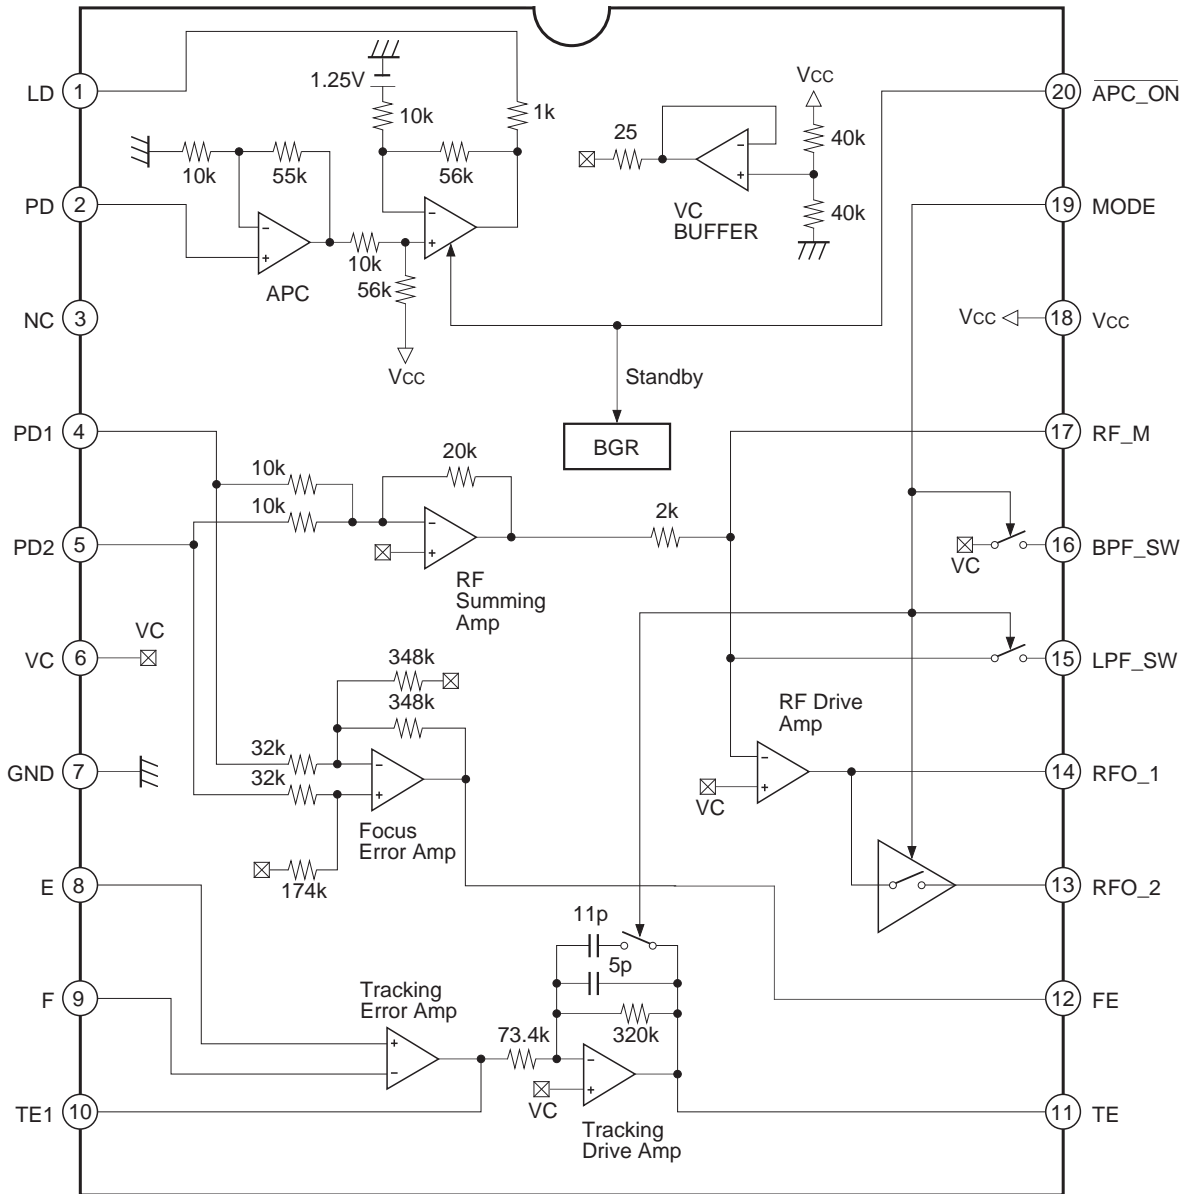 LD 1
1.25V
10k
1k
VCC
20 APC_ON
10k
55k
56k
25
40k
PD 2
40k
19 MODE
VC
BUFFER
10k
APC
56k
NC 3
VCC
18 VCC
VCC
Standby
PD1 4
17 RF_M
BGR
20k
10k
10k
2k
PD2 5
16 BPF_SW
VC
RF
Summing
Amp
VC
VC 6
348k
15 LPF_SW
348k
RF Drive
Amp
32k
GND 7
32k
14 RFO_1
VC
Focus
Error Amp
E 8
174k
13 RFO_2
11p
5p
F 9
Tracking
Error Amp
12 FE
73.4k
320k
TE1 10
VC
11 TE
Tracking
Drive Amp